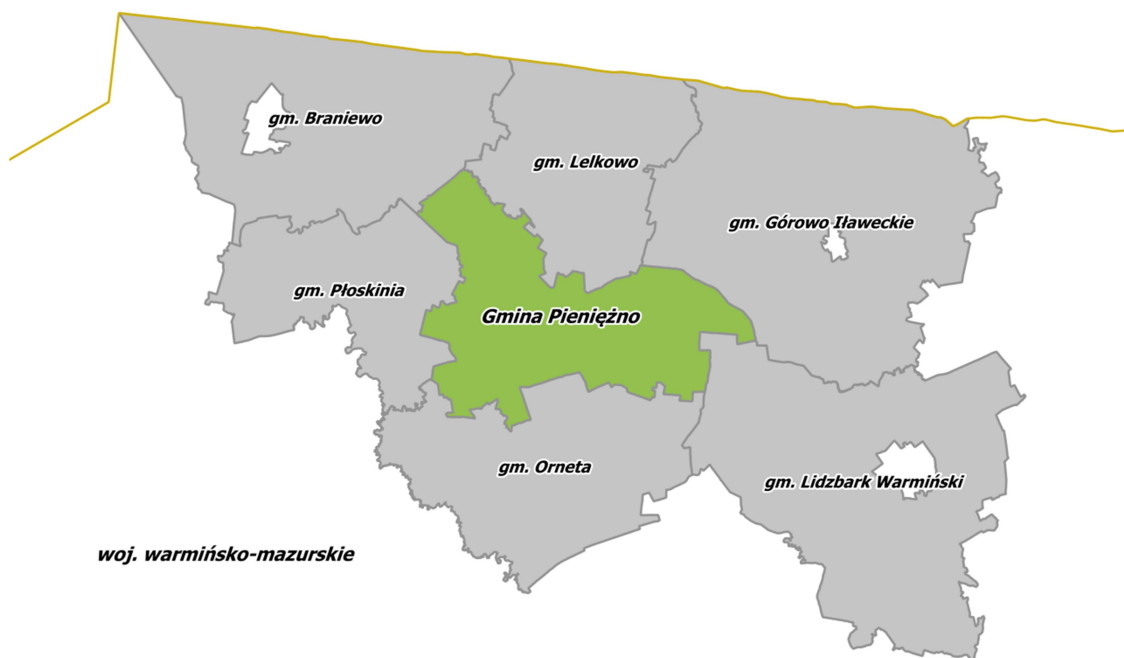 gm. Braniewo
gm. Lelkowo
gm. Górowo Iławeckie
gm. Płoskinia
Gmina Pieniężno
gm. Orneta
gm. Lidzbark Warmiński
woj. warmińsko-mazurskie